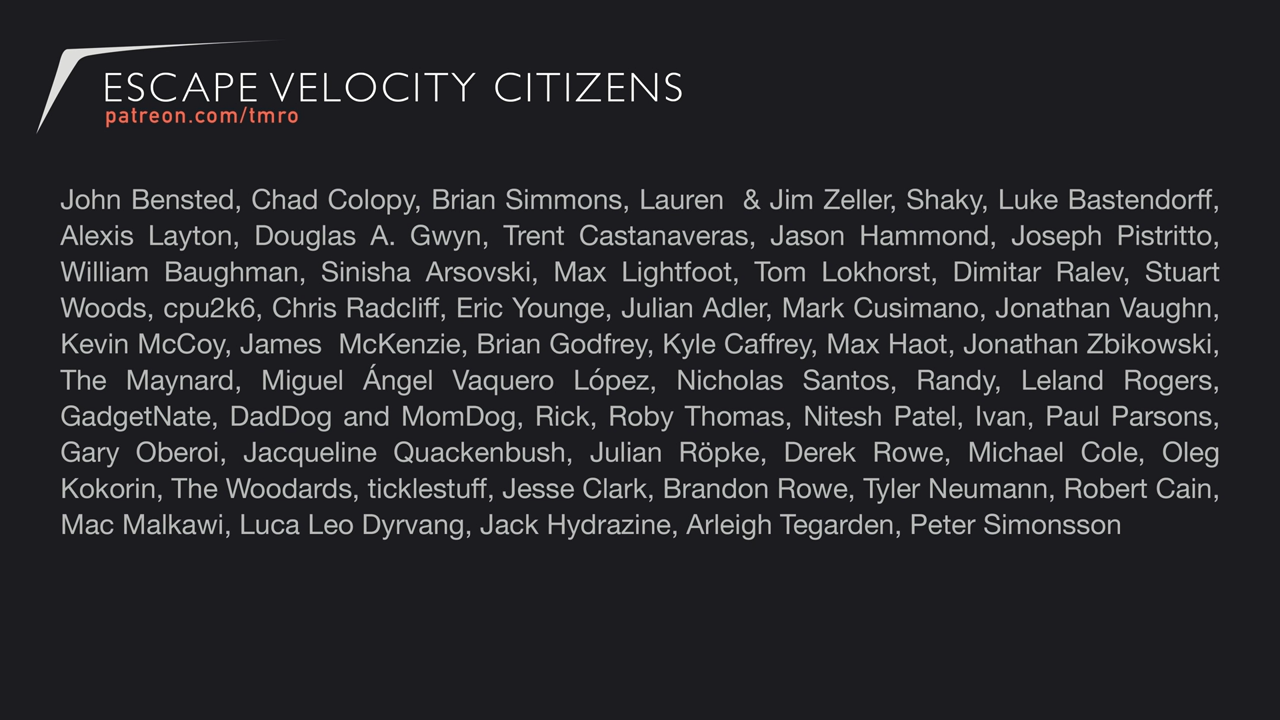 ESCAPE VELOCITY CITIZENS
patreon.com/tmro
John Bensted, Chad Colopy, Brian Simmons, Lauren  & Jim Zeller, Shaky, Luke Bastendorff,
Alexis Layton, Douglas A. Gwyn, Trent Castanaveras, Jason Hammond, Joseph Pistritto,
William Baughman, Sinisha Arsovski, Max Lightfoot, Tom Lokhorst, Dimitar Ralev, Stuart
Woods, cpu2k6, Chris Radcliff, Eric Younge, Julian Adler, Mark Cusimano, Jonathan Vaughn,
Kevin McCoy, James  McKenzie, Brian Godfrey, Kyle Caffrey, Max Haot, Jonathan Zbikowski,
The Maynard, Miguel Ángel Vaquero López, Nicholas Santos, Randy, Leland Rogers,
GadgetNate, DadDog and MomDog, Rick, Roby Thomas, Nitesh Patel, Ivan, Paul Parsons,
Gary Oberoi, Jacqueline Quackenbush, Julian Röpke, Derek Rowe, Michael Cole, Oleg
Kokorin, The Woodards, ticklestuff, Jesse Clark, Brandon Rowe, Tyler Neumann, Robert Cain,
Mac Malkawi, Luca Leo Dyrvang, Jack Hydrazine, Arleigh Tegarden, Peter Simonsson